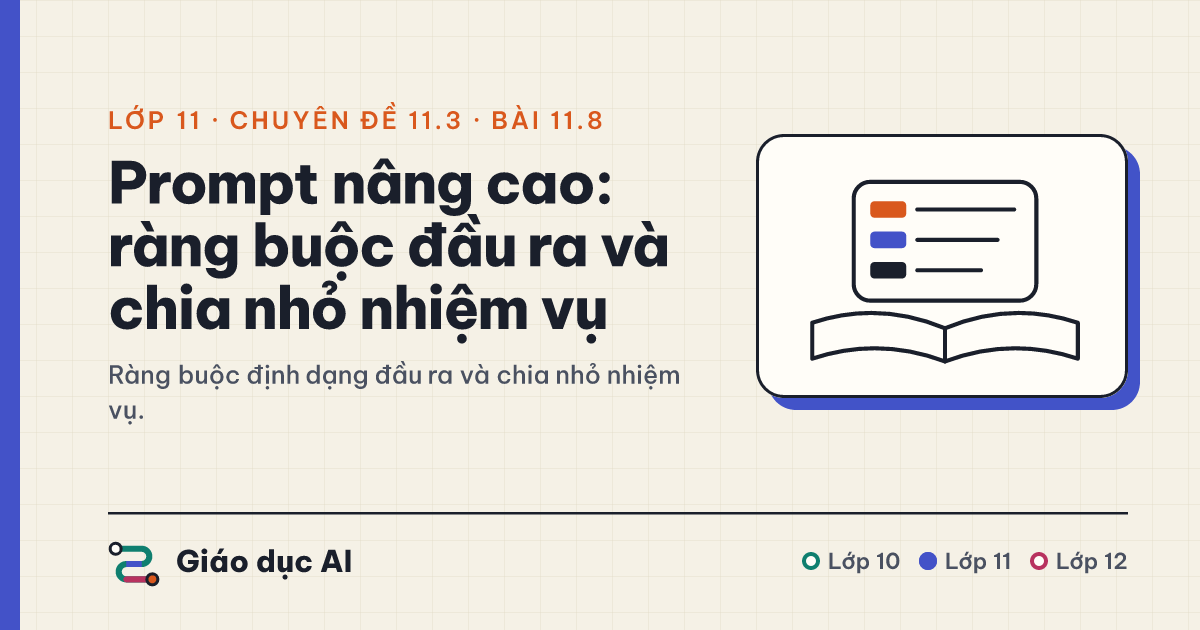 LỚP 11 · CHUYÊN ĐỀ 11.3 · BÀI 11.8
Prompt nâng cao:
ràng buộc đầu ra và
chia nhỏ nhiệm vụ
Ràng buộc định dạng đầu ra và chia nhỏ nhiệm
vụ.
Giáo dục AI
Lớp 10 Lớp 11 Lớp 12